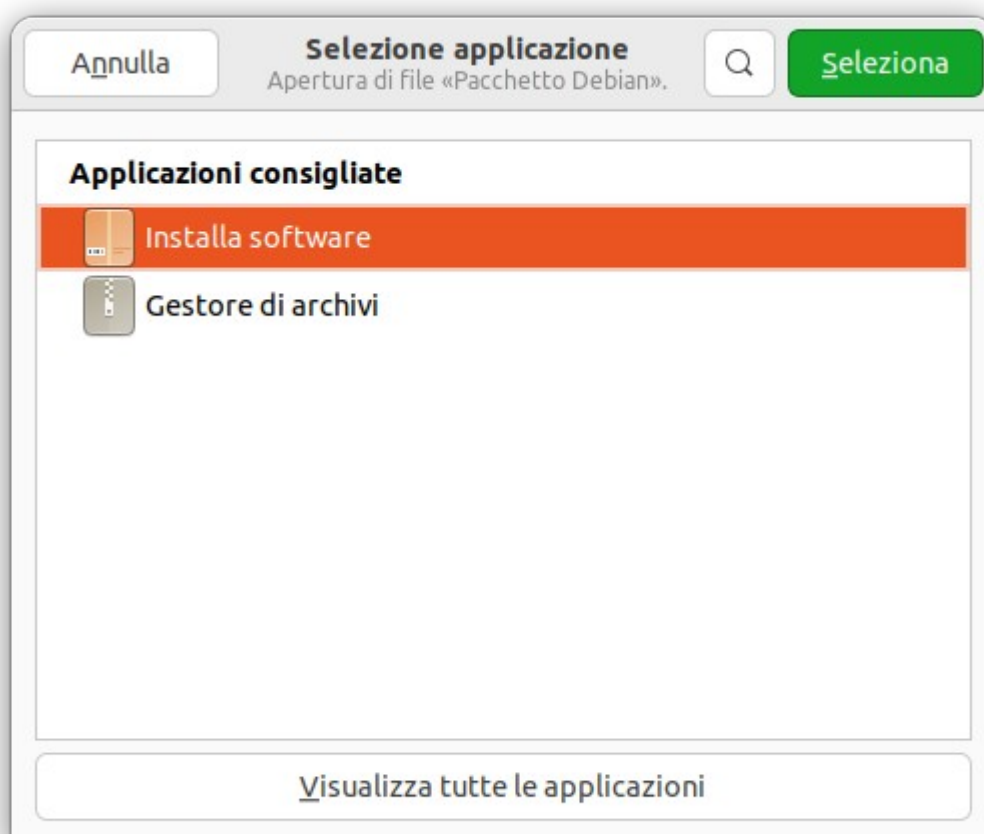 Annulla
Selezione applicazione
Apertura di file «Pacchetto Debian».
Seleziona
Applicazioni consigliate
Installa software
Gestore di archivi
Visualizza tutte le applicazioni